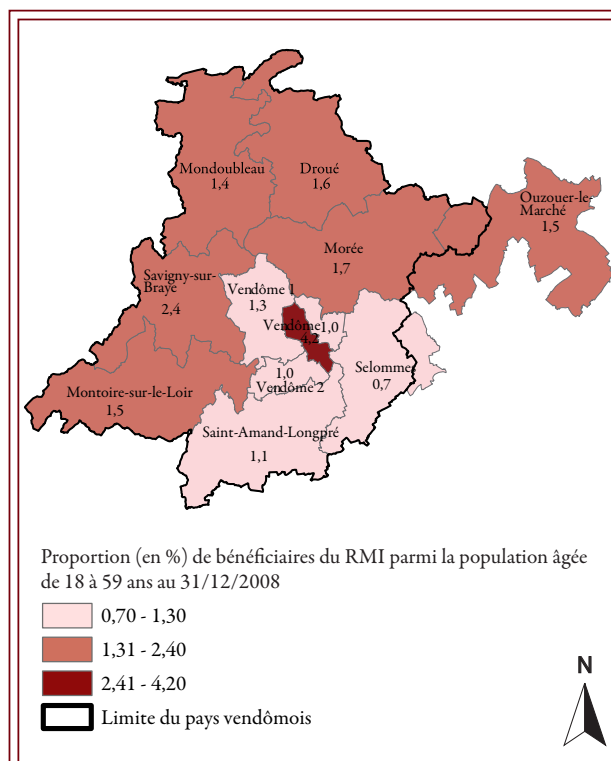 Mondoubleau
1,4
Droué
1,6
Ouzouer-le-
Marché
1,5
Morée
1,7
Savigny-sur-
Braye
2,4
Vendôme 1
1,3
Vendôme
4,2
1,0
Selommes
0,7
1,0
Vendôme 2
Montoire-sur-le-Loir
1,5
Saint-Amand-Longpré
1,1
Proportion (en %) de bénéficiaires du RMI parmi la population âgée
de 18 à 59 ans au 31/12/2008
0,70 - 1,30
1,31 - 2,40
2,41 - 4,20
Limite du pays vendômois
N